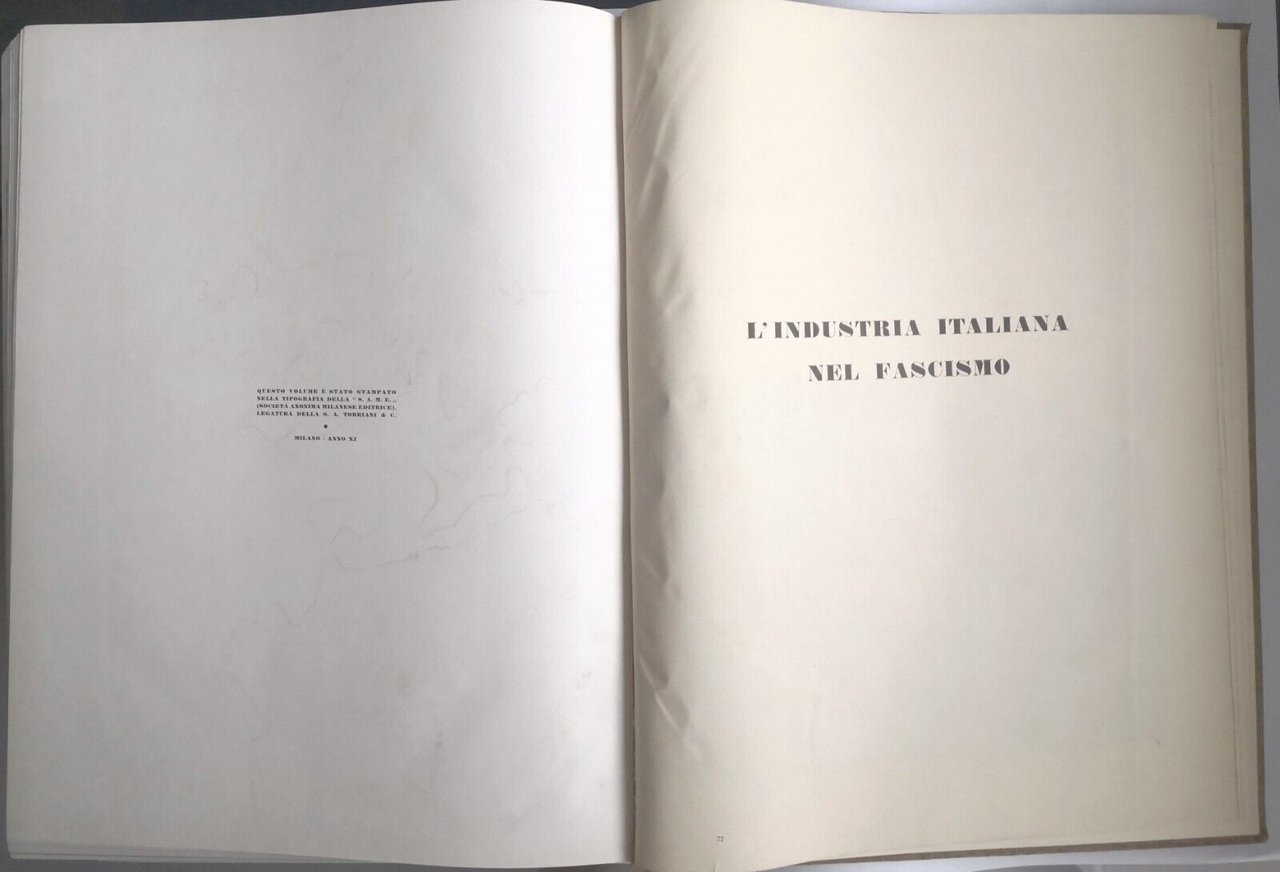 QUESTO VOLUME È STATO STAMPATO
NELLA TIPOGRAFIA DELLA " S. A. M. E. „
(SOCIETÀ ANONIMA MILANESE EDITRICE).
LEGATURA DELLA S. A. TORRIANI & C.
MILANO - ANNO XI
L'INDUSTRIA ITALIANA
NEL FASCISMO
77